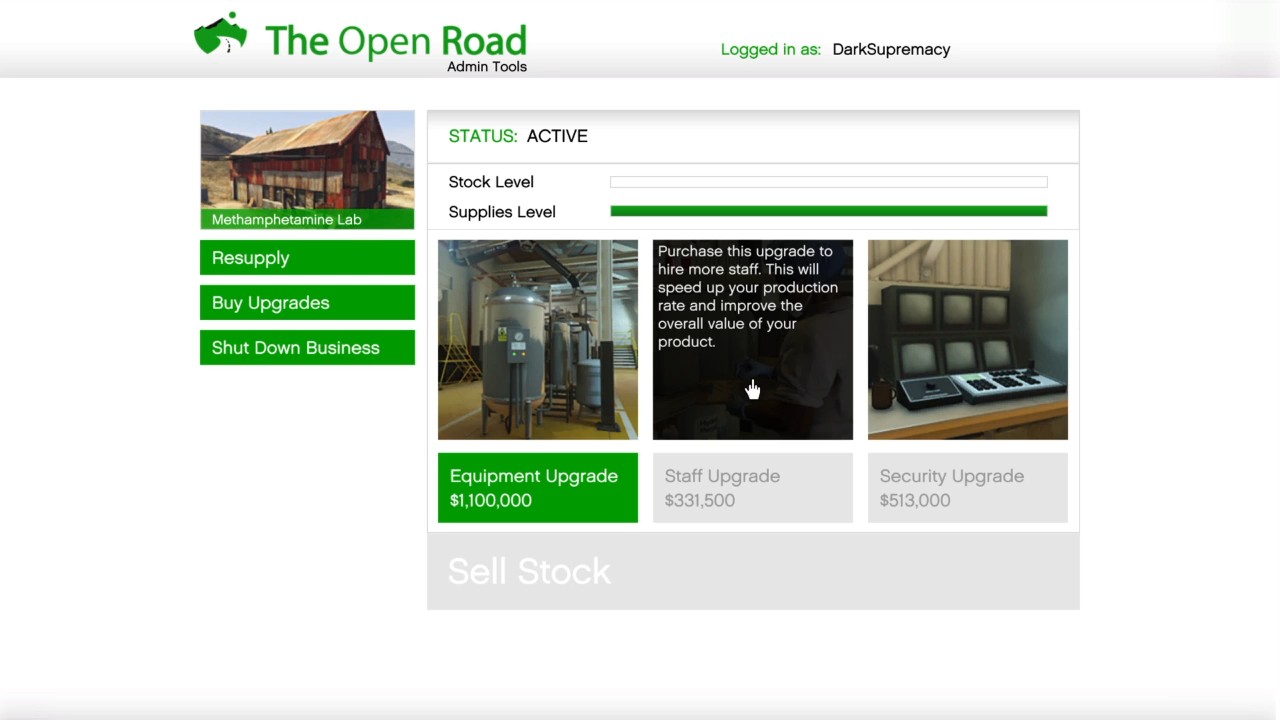 The Open Road
Admin Tools
Logged in as: DarkSupremacy
Methamphetamine Lab
Resupply
Buy Upgrades
Shut Down Business
STATUS: ACTIVE
Stock Level
Supplies Level
Purchase this upgrade to
hire more staff. This will
speed up your production
rate and improve the
overall value of your
product.
Equipment Upgrade
$1,100,000
Staff Upgrade
$331,500
Security Upgrade
$513,000
Sell Stock